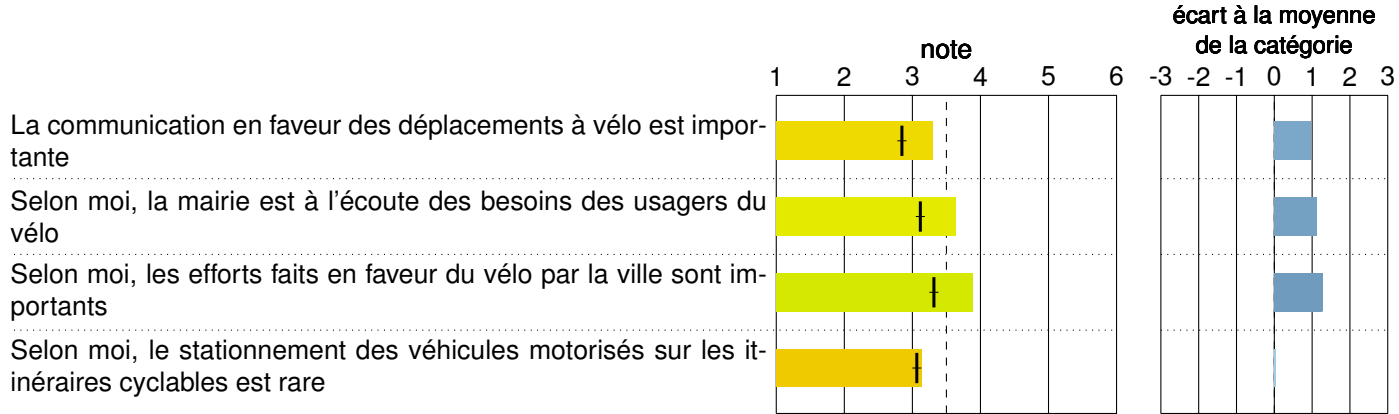 écart à la moyenne
de la catégorie
note
1 2 3 4 5 6
-3 -2 -1 0 1 2 3
La communication en faveur des déplacements à vélo est impor-
tante
Selon moi, la mairie est à l'écoute des besoins des usagers du
vélo
Selon moi, les efforts faits en faveur du vélo par la ville sont im-
portants
Selon moi, le stationnement des véhicules motorisés sur les it-
inéraires cyclables est rare